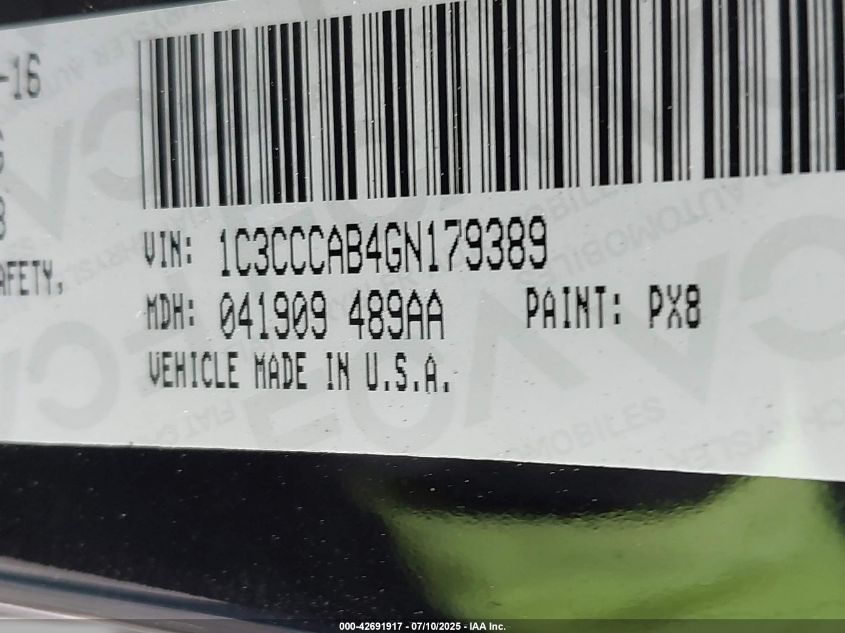 -16
8
AFETY,
VIN: 1C3CCCAB4GN179389
MDH: 041909 489AA PAINT: PX8
VEHICLE MADE IN U.S.A.
000-42691917 - 07/10/2025 - IAA Inc.